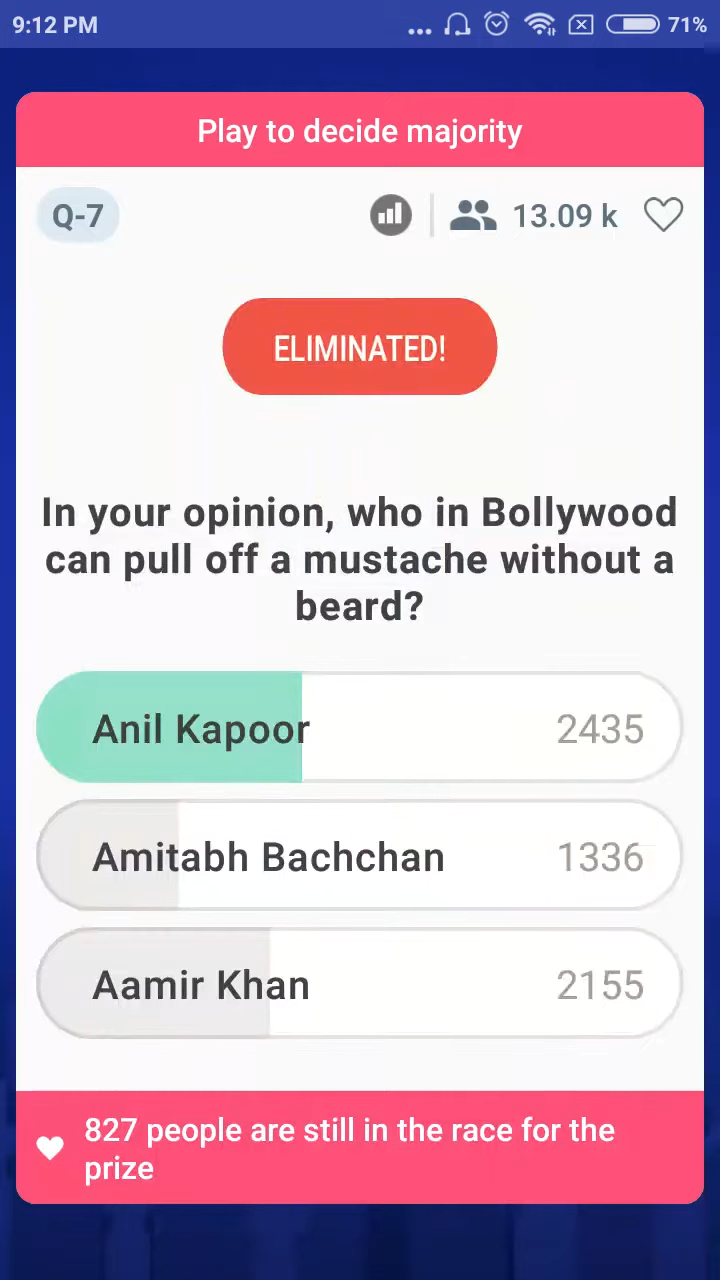 9:12 PM
71%
Play to decide majority
Q-7
13.09 k
ELIMINATED!
In your opinion, who in Bollywood
can pull off a mustache without a
beard?
Anil Kapoor 2435
Amitabh Bachchan 1336
Aamir Khan 2155
827 people are still in the race for the
prize